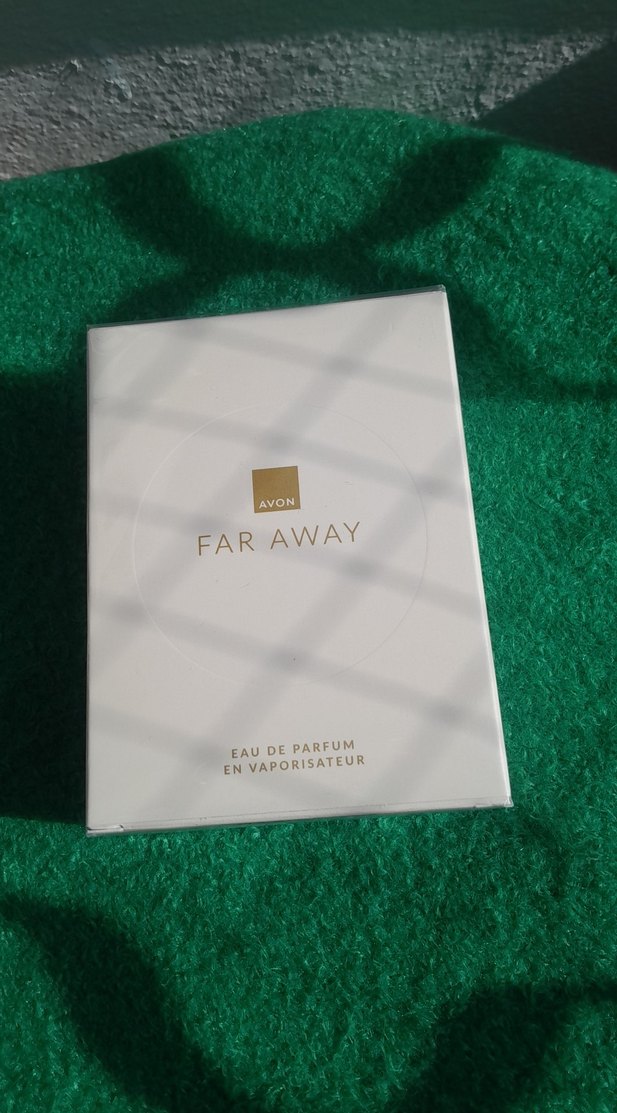 AVON
FAR AWAY
EAU DE PARFUM
EN VAPORISATEUR